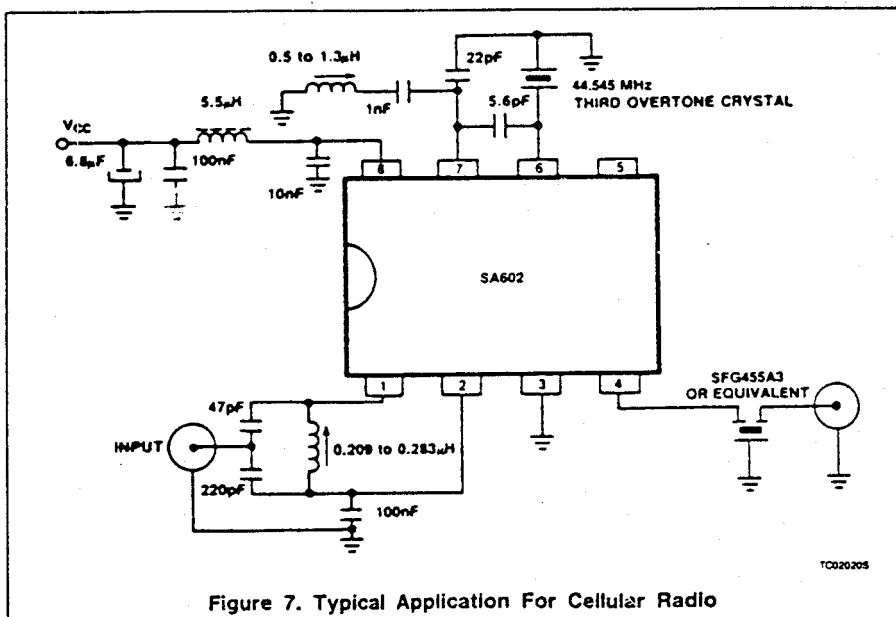 0.5 to 1.3μH
22pF
44.545 MHz
THIRD OVERTONE CRYSTAL
5.5μH
1nF
5.6pF
VCC
6.8μF
100nF
10nF
8
7
6
5
SA602
1
2
3
4
SFG455A3
OR EQUIVALENT
47pF
INPUT
0.209 to 0.283μH
220pF
100nF
TC02020S
Figure 7. Typical Application For Cellular Radio